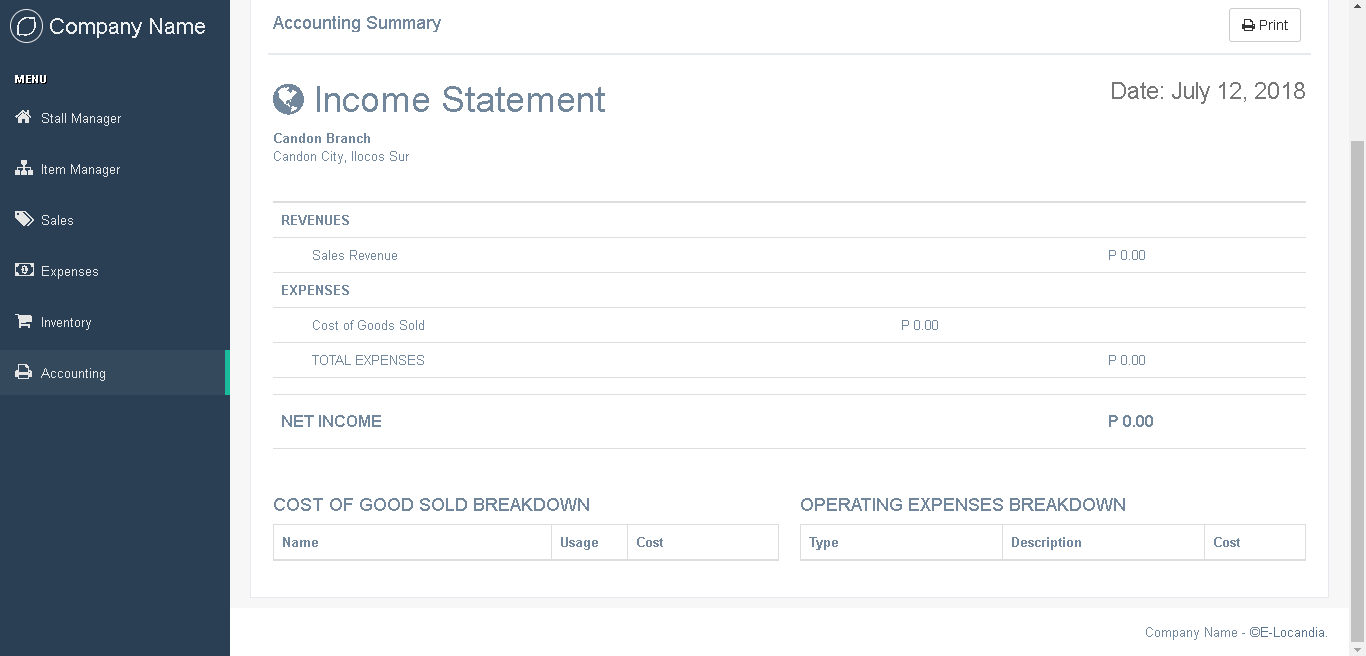 Company Name
MENU
Stall Manager
Item Manager
Sales
Expenses
Inventory
Accounting
Accounting Summary
Print
Income Statement
Date: July 12, 2018
Candon Branch
Candon City, Ilocos Sur
REVENUES
Sales Revenue P 0.00
EXPENSES
Cost of Goods Sold P 0.00
TOTAL EXPENSES P 0.00
NET INCOME P 0.00
COST OF GOOD SOLD BREAKDOWN
Name Usage Cost
OPERATING EXPENSES BREAKDOWN
Type Description Cost
Company Name - ©E-Locandia.